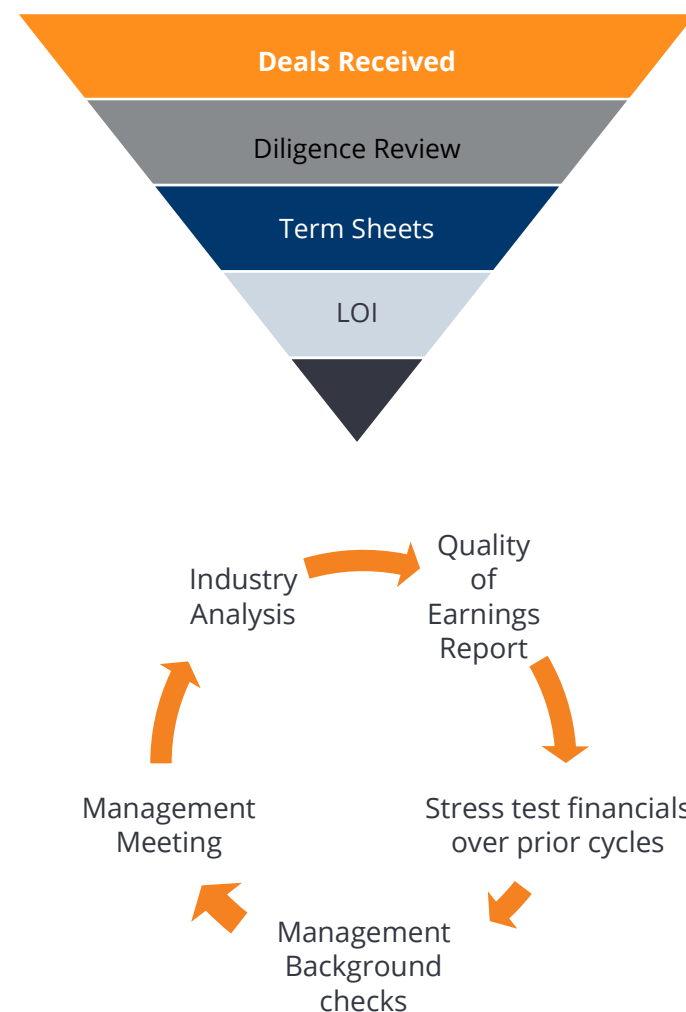 Deals Received
Diligence Review
Term Sheets
LOI
Industry
Analysis
Quality
of
Earnings
Report
Stress test financials
over prior cycles
Management
Background
checks
Management
Meeting